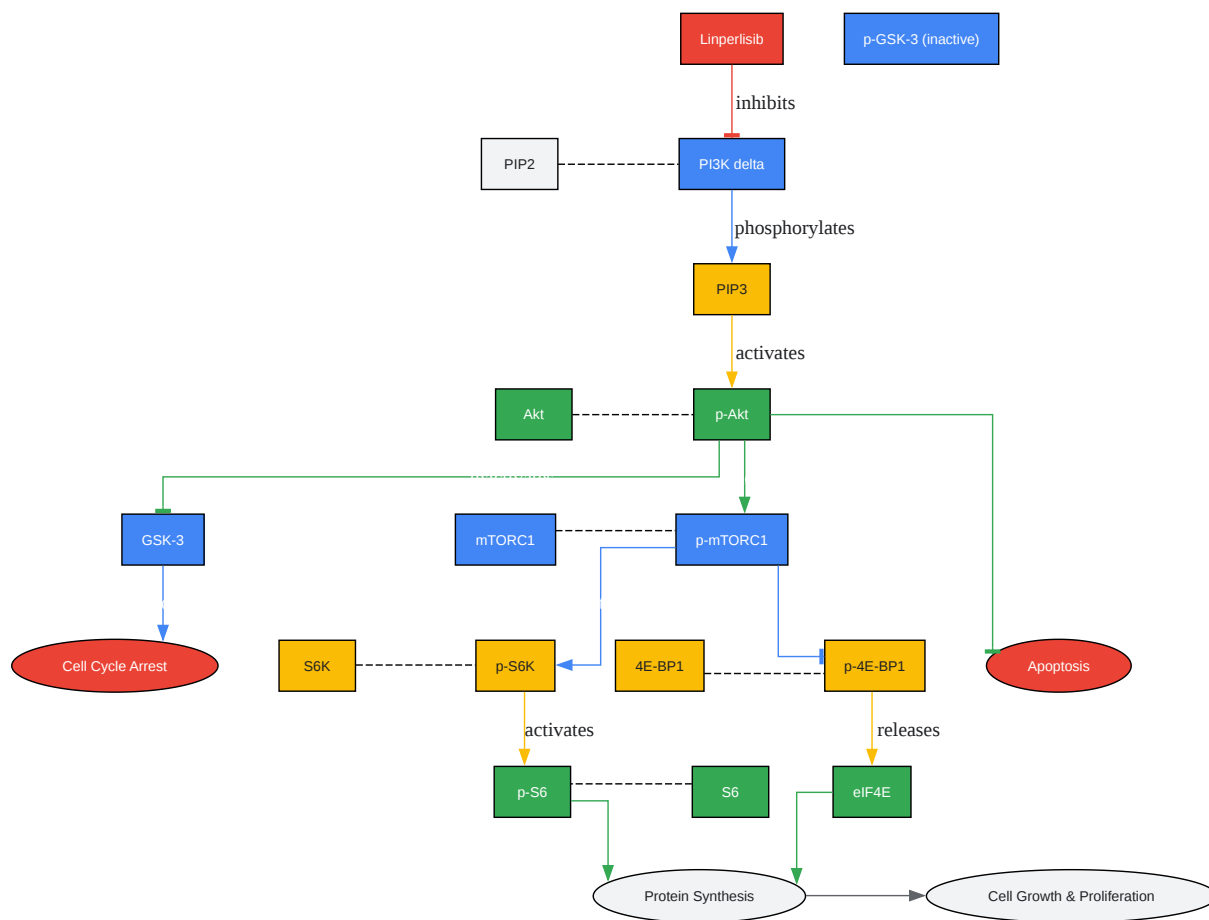 Linperlisib
p-GSK-3 (inactive)
inhibits
PIP2
PI3K delta
phosphorylates
PIP3
activates
Akt
p-Akt
GSK-3
mTORC1
p-mTORC1
Cell Cycle Arrest
S6K
p-S6K
4E-BP1
p-4E-BP1
Apoptosis
activates
releases
p-S6
S6
eIF4E
Protein Synthesis
Cell Growth & Proliferation